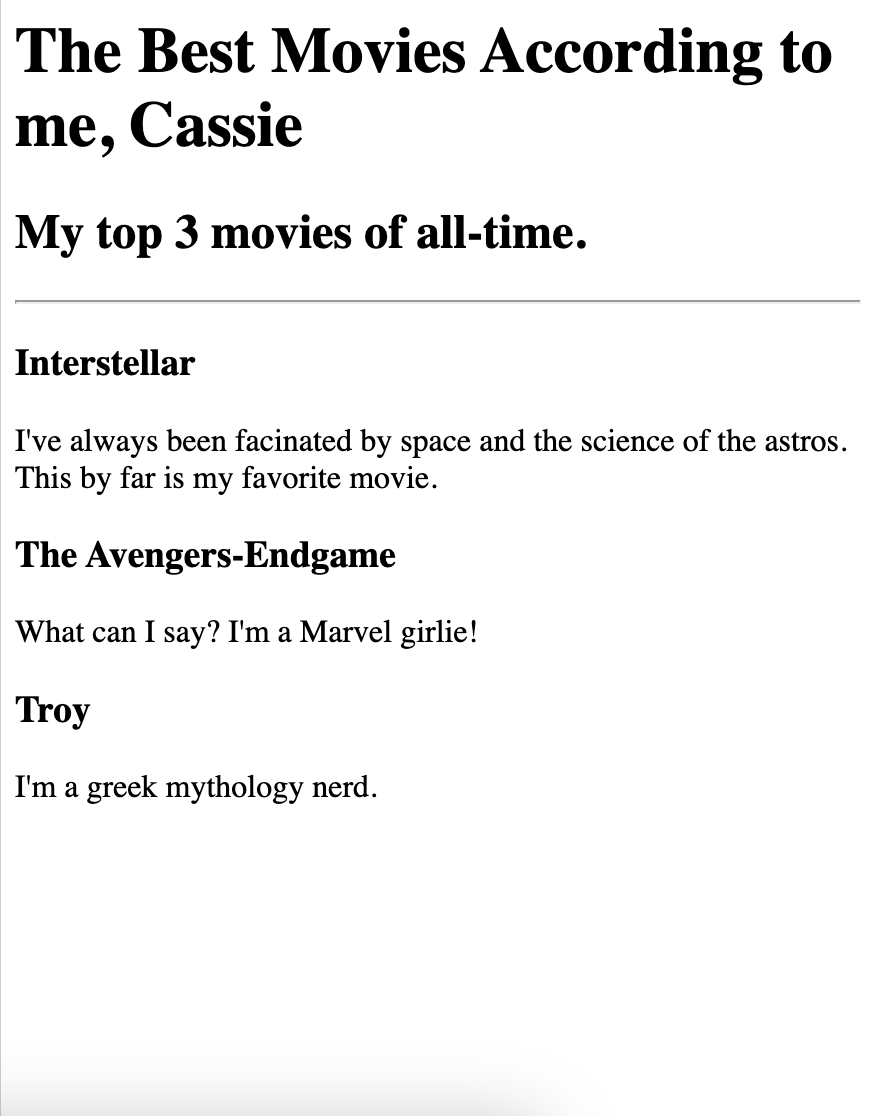 The Best Movies According to
me, Cassie
My top 3 movies of all-time.
Interstellar
I've always been facinated by space and the science of the astros.
This by far is my favorite movie.
The Avengers-Endgame
What can I say? I'm a Marvel girlie!
Troy
I'm a greek mythology nerd.